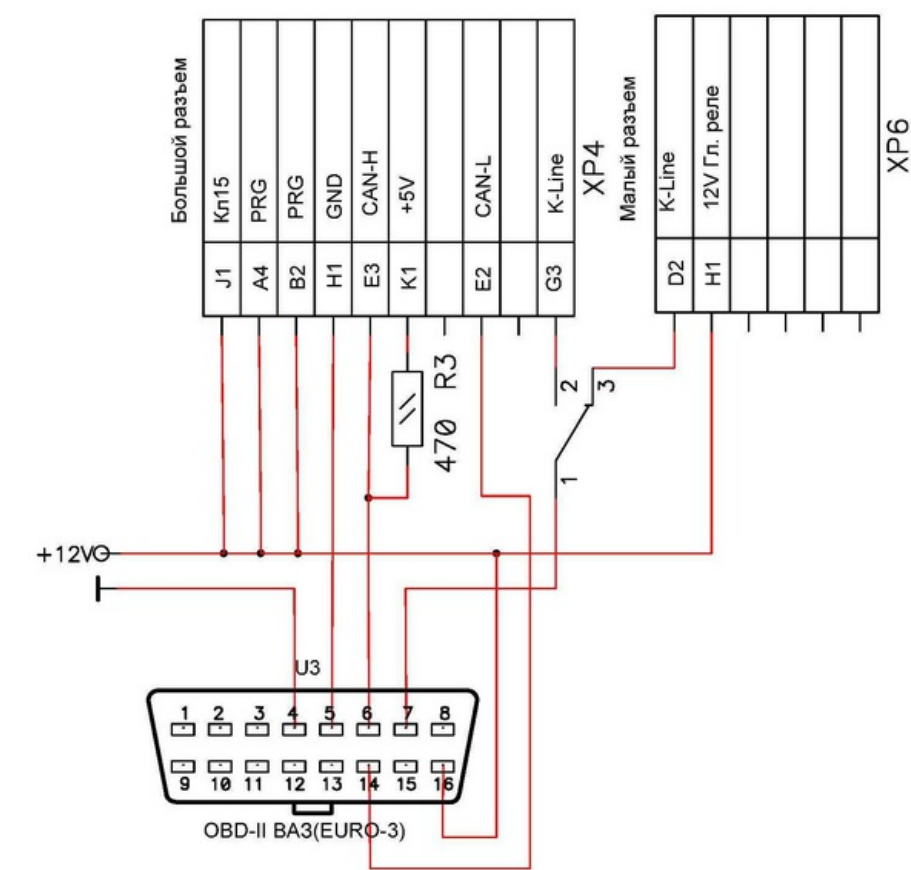 Большой разъем
Кл15
PRG
PRG
GND
CAN-H
+5V
CAN-L
K-Line
XP4
J1
A4
B2
H1
E3
K1
E2
G3
Малый разъем
K-Line
12V Гл. реле
XP6
D2
H1
470 R3
2
3
1
+12V
U3
1 2 3 4 5 6 7 8
9 10 11 12 13 14 15 16
OBD-II ВАЗ(EURO-3)